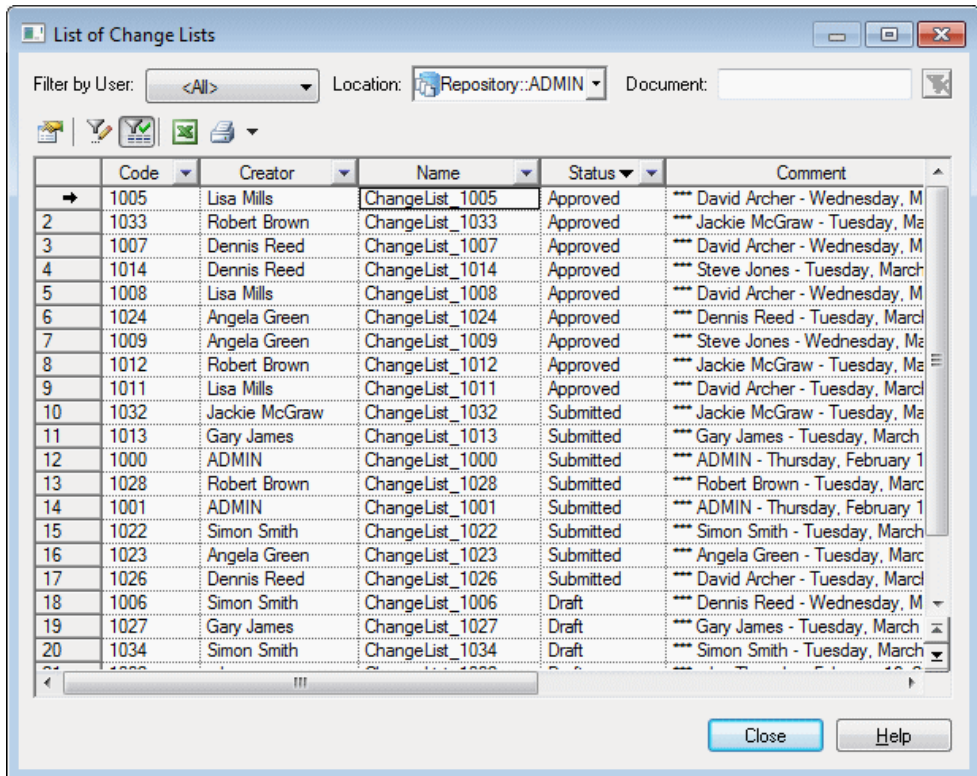 List of Change Lists
Filter by User: <All> Location: Repository::ADMIN Document:
Code Creator Name Status Comment
1005 Lisa Mills ChangeList_1005 Approved *** David Archer - Wednesday, M
2 1033 Robert Brown ChangeList_1033 Approved *** Jackie McGraw - Tuesday, Ma
3 1007 Dennis Reed ChangeList_1007 Approved *** David Archer - Wednesday, M
4 1014 Dennis Reed ChangeList_1014 Approved *** Steve Jones - Tuesday, March
5 1008 Lisa Mills ChangeList_1008 Approved *** David Archer - Wednesday, M
6 1024 Angela Green ChangeList_1024 Approved *** Dennis Reed - Tuesday, Marcl
7 1009 Angela Green ChangeList_1009 Approved *** Steve Jones - Wednesday, Ma
8 1012 Robert Brown ChangeList_1012 Approved *** Jackie McGraw - Tuesday, Ma
9 1011 Lisa Mills ChangeList_1011 Approved *** David Archer - Tuesday, Marcl
10 1032 Jackie McGraw ChangeList_1032 Submitted *** Jackie McGraw - Tuesday, Ma
11 1013 Gary James ChangeList_1013 Submitted *** Gary James - Tuesday, March
12 1000 ADMIN ChangeList_1000 Submitted *** ADMIN - Thursday, February 1
13 1028 Robert Brown ChangeList_1028 Submitted *** Robert Brown - Tuesday, Marc
14 1001 ADMIN ChangeList_1001 Submitted *** ADMIN - Thursday, February 1
15 1022 Simon Smith ChangeList_1022 Submitted *** Simon Smith - Tuesday, March
16 1023 Angela Green ChangeList_1023 Submitted *** Angela Green - Tuesday, Marc
17 1026 Dennis Reed ChangeList_1026 Submitted *** David Archer - Tuesday, Marcl
18 1006 Simon Smith ChangeList_1006 Draft *** Dennis Reed - Wednesday, M
19 1027 Gary James ChangeList_1027 Draft *** Gary James - Tuesday, March
20 1034 Simon Smith ChangeList_1034 Draft *** Simon Smith - Tuesday, March
Close Help